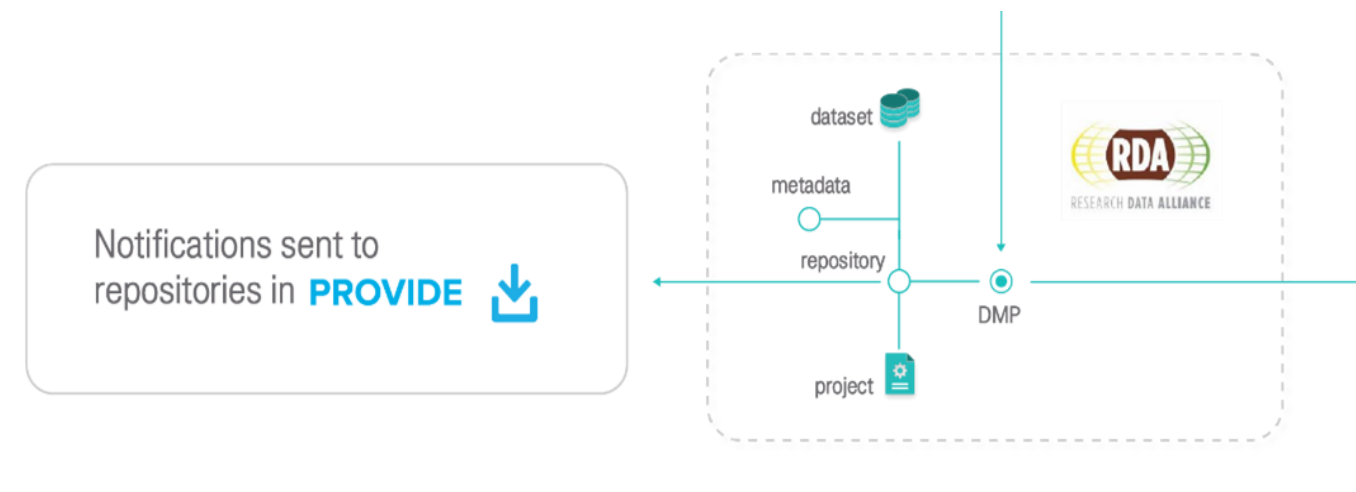 Notifications sent to
repositories in PROVIDE
dataset
metadata
repository
project
DMP
RDA
RESEARCH DATA ALLIANCE